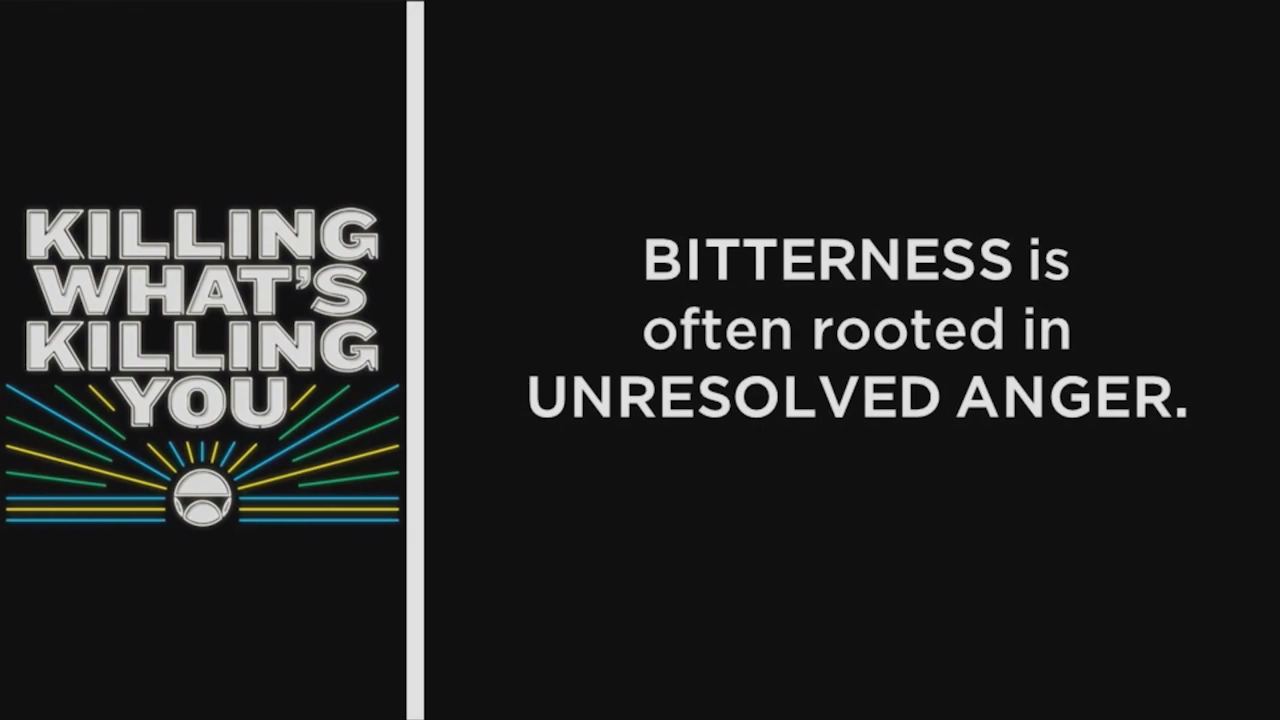 KILLING
WHAT'S
KILLING
YOU
BITTERNESS is
often rooted in
UNRESOLVED ANGER.